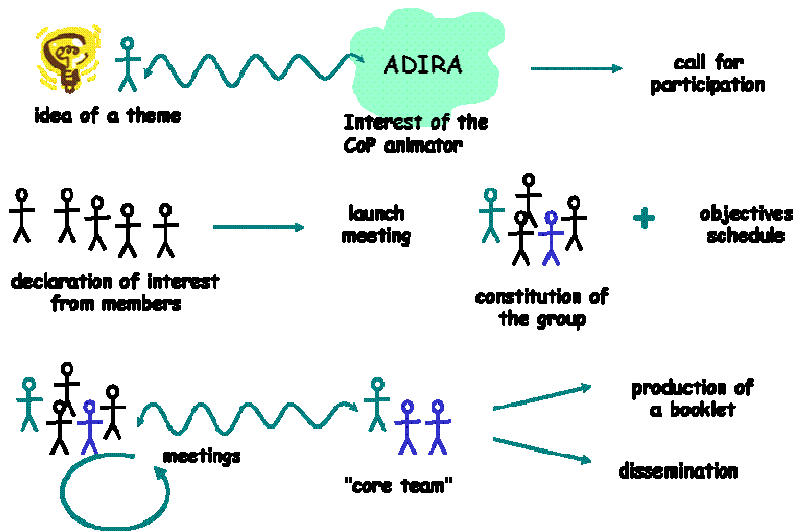 ADIRA
idea of a theme
Interest of the
CoP animator
call for
participation
declaration of interest
from members
launch
meeting
constitution of
the group
+
objectives
schedule
meetings
"core team"
production of
a booklet
dissemination